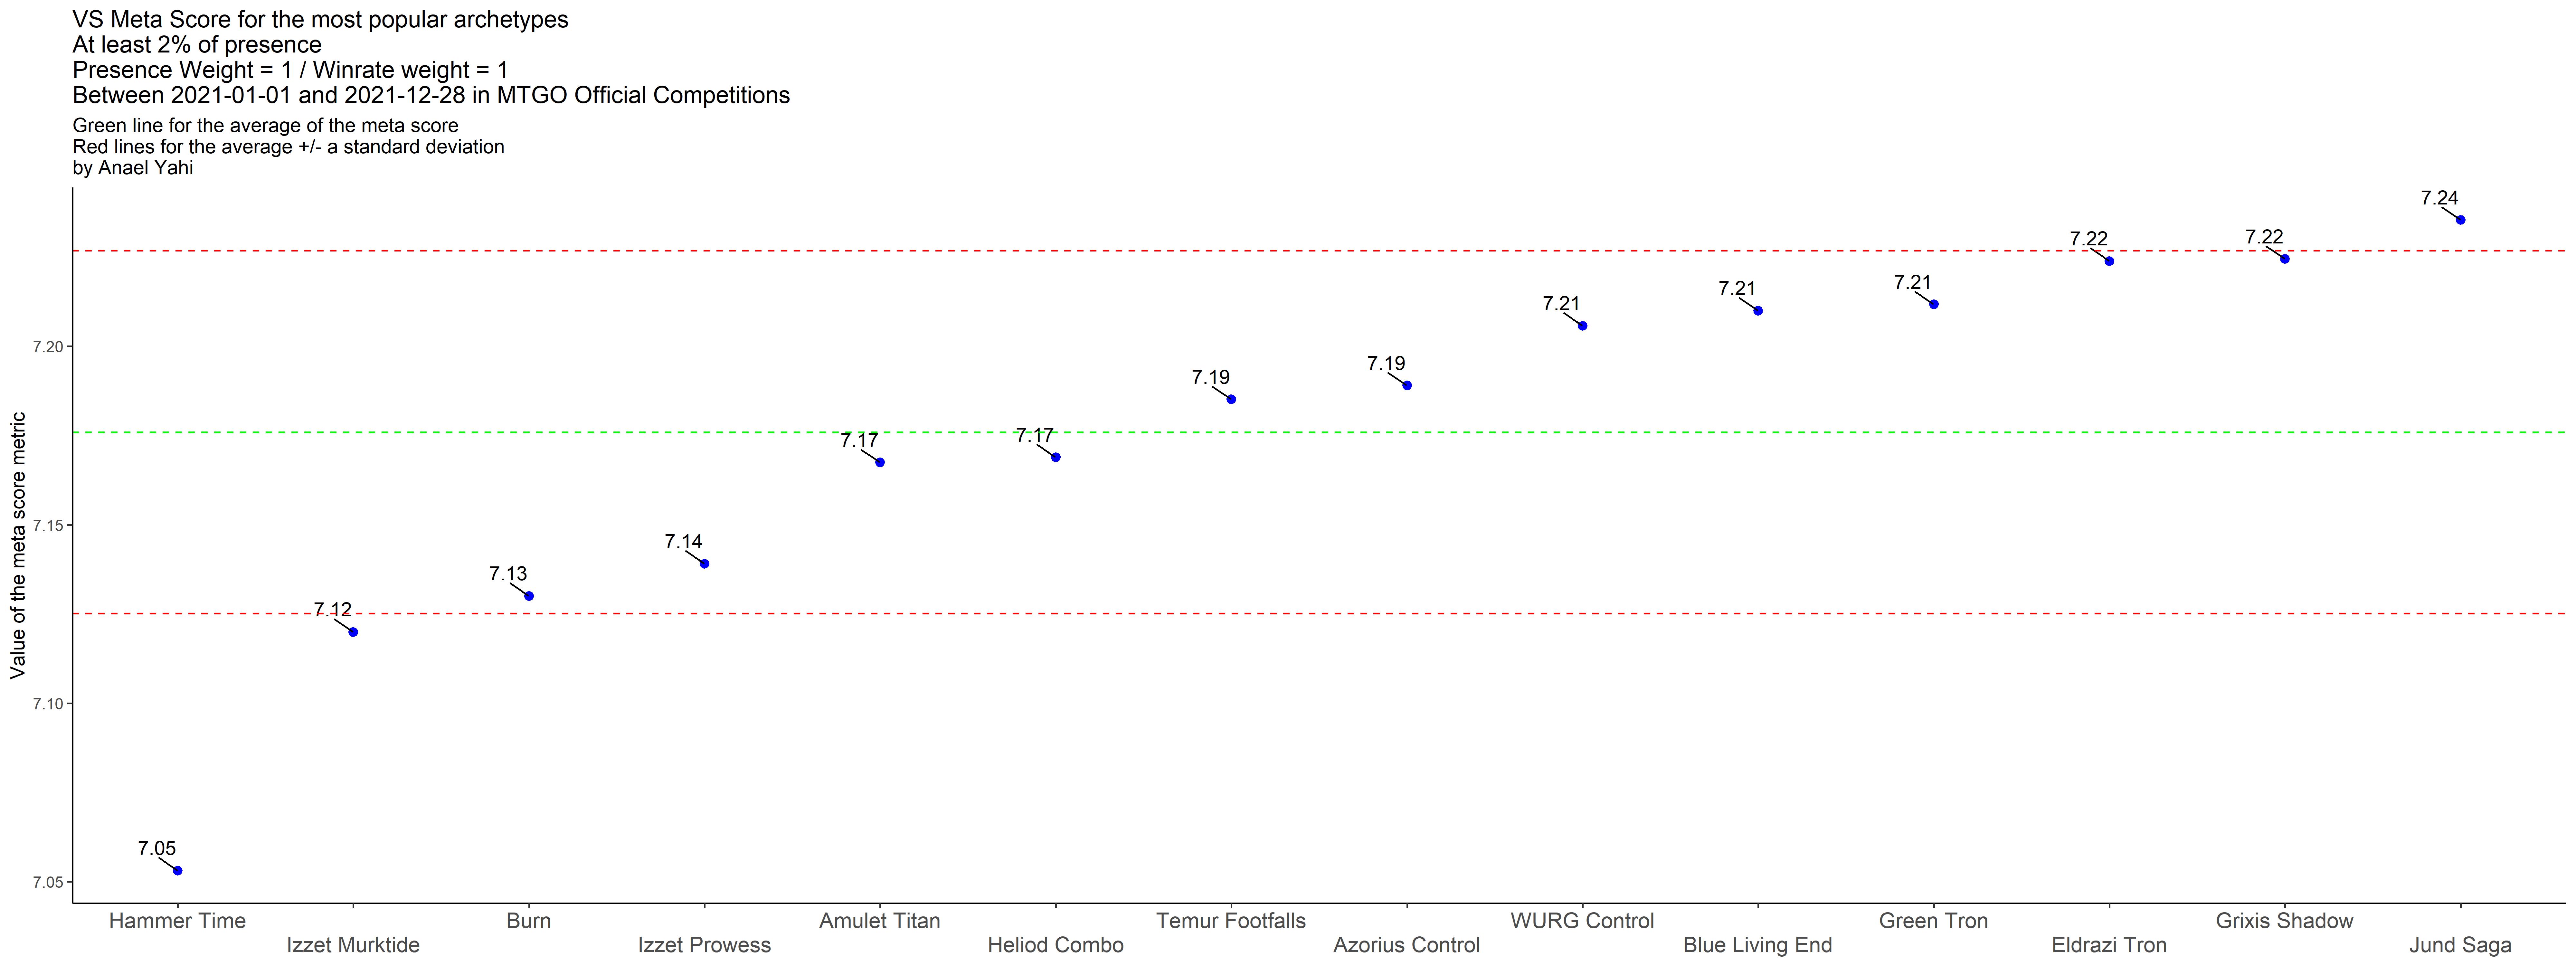 VS Meta Score for the most popular archetypes
At least 2% of presence
Presence Weight = 1 / Winrate weight = 1
Between 2021-01-01 and 2021-12-28 in MTGO Official Competitions
Green line for the average of the meta score
Red lines for the average +/- a standard deviation
by Anael Yahi
Value of the meta score metric
7.20
7.15
7.10
7.05
7.05
7.12
7.13
7.14
7.17
7.17
7.19
7.19
7.21
7.21
7.21
7.22
7.22
7.24
Hammer Time
Izzet Murktide
Burn
Izzet Prowess
Amulet Titan
Heliod Combo
Temur Footfalls
Azorius Control
WURG Control
Blue Living End
Green Tron
Eldrazi Tron
Grixis Shadow
Jund Saga